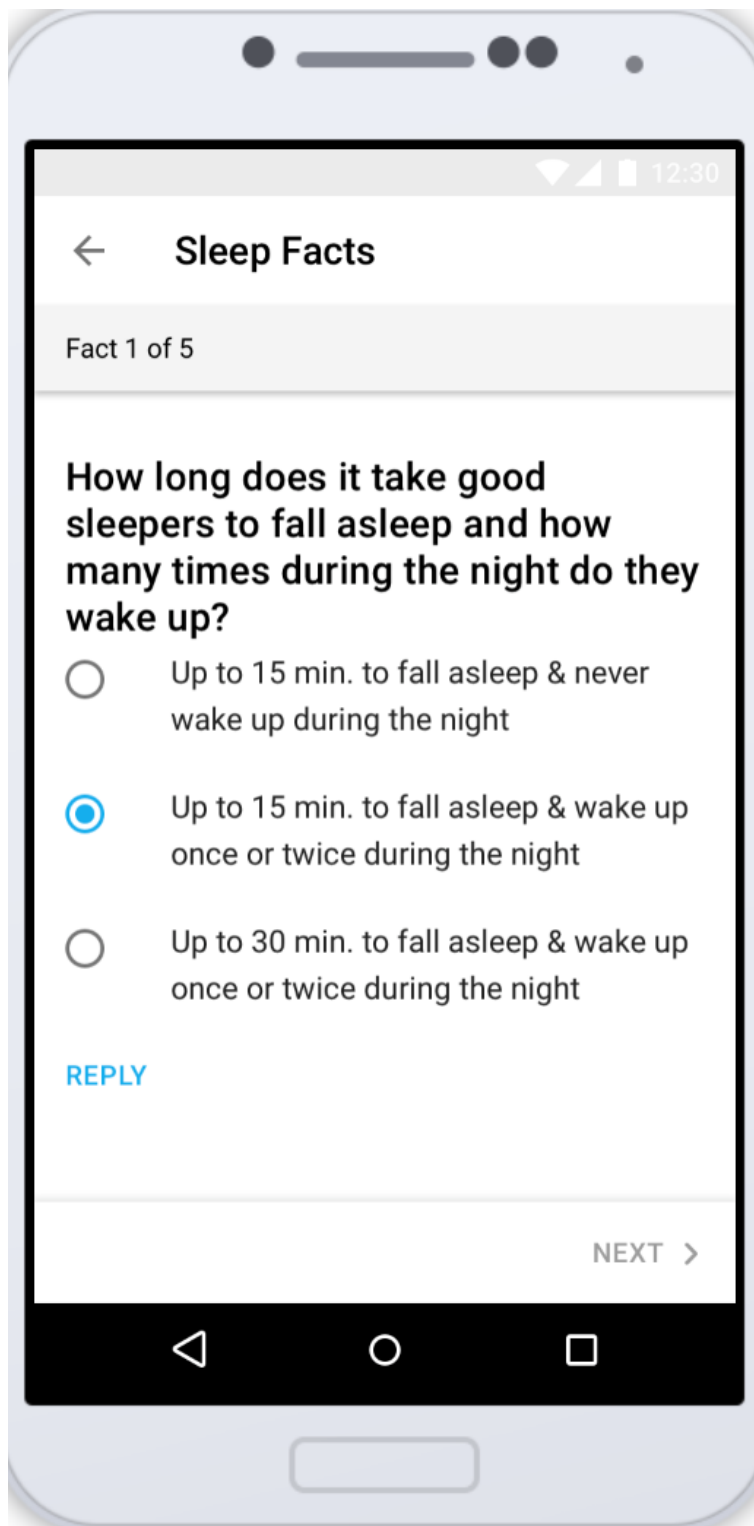 12:30
Sleep Facts
Fact 1 of 5
How long does it take good
sleepers to fall asleep and how
many times during the night do they
wake up?
Up to 15 min. to fall asleep & never
wake up during the night
Up to 15 min. to fall asleep & wake up
once or twice during the night
Up to 30 min. to fall asleep & wake up
once or twice during the night
REPLY
NEXT